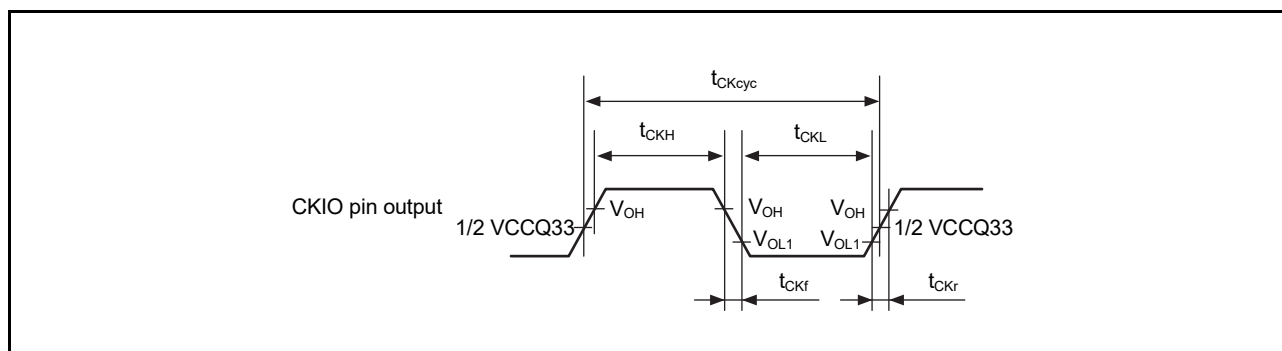 tCKcyc
tCKH
tCKL
CKIO pin output
1/2 VCCQ33
VOH
VOH
VOL1
VOH
VOL1
1/2 VCCQ33
tCKf
tCKr